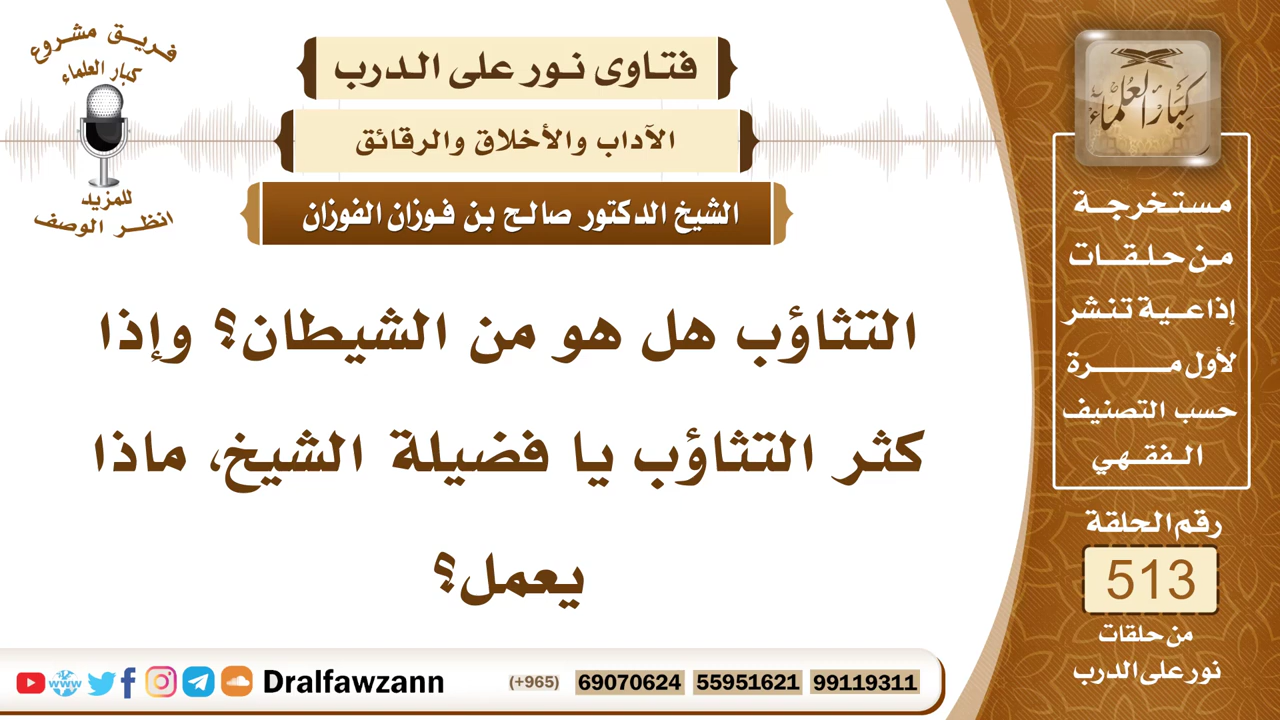 فريق مشروع
كبار العلماء
للمزيد
انظر الوصف
فتاوى نور على الدرب
الآداب والأخلاق والرقائق
الشيخ الدكتور صالح بن فوزان الفوزان
التثاؤب هل هو من الشيطان؟ وإذا
كثر التثاؤب يا فضيلة الشيخ، ماذا
يعمل؟
كبار العلماء
مستخرجة
من حلقات
إذاعية تنشر
لأول مرة
حسب التصنيف
الفقهي
رقم الحلقة
513
من حلقات
نور على الدرب
www Dralfawzann (+965) 69070624 55951621 99119311